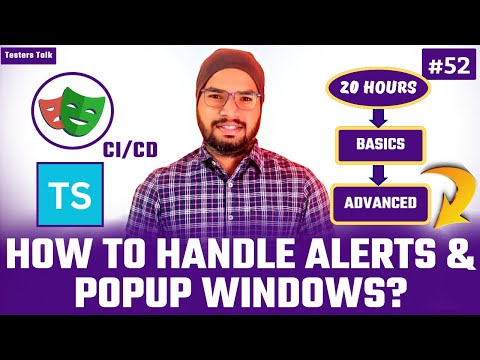 Testers Talk
#52
20 HOURS
CI/CD
BASICS
TS
ADVANCED
HOW TO HANDLE ALERTS &
POPUP WINDOWS?